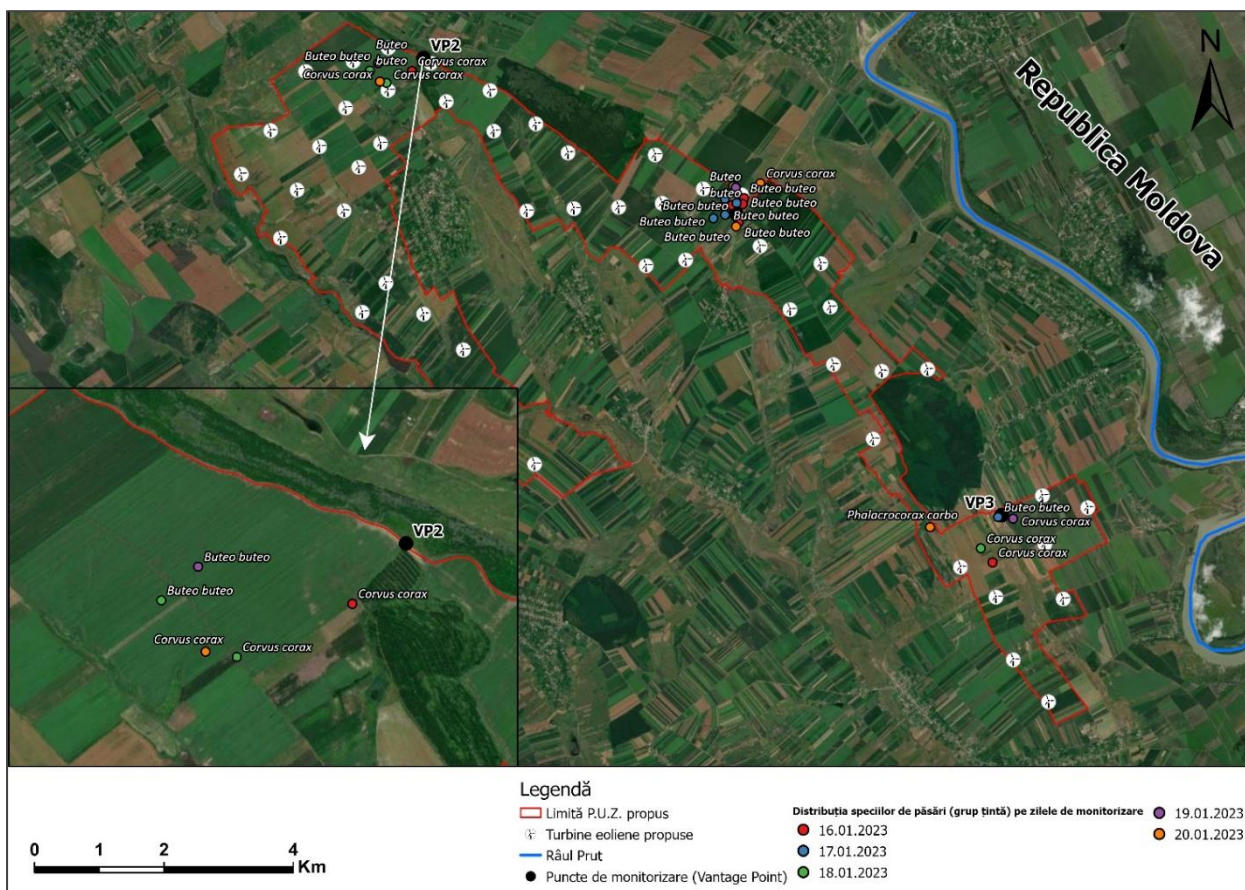 VP2
Buteo buteo
Buteo
buteo
Corvus corax
Corvus corax
Corvus corax
N
Republica Moldova
Buteo
buteo
Corvus corax
Buteo buteo
Buteo buteo
Buteo buteo
Buteo buteo
Buteo buteo
Buteo buteo
Buteo buteo
VP3
Buteo buteo
Corvus corax
Phalacrocorax carbo
Corvus corax
Corvus corax
VP2
Buteo buteo
Buteo buteo
Corvus corax
Corvus corax
Corvus corax
0 1 2 4
Km
Legendă
Limită P.U.Z. propus
Turbine eoliene propuse
Râul Prut
Puncte de monitorizare (Vantage Point)
Distribuția speciilor de păsări (grup țintă) pe zilele de monitorizare
16.01.2023
17.01.2023
18.01.2023
19.01.2023
20.01.2023